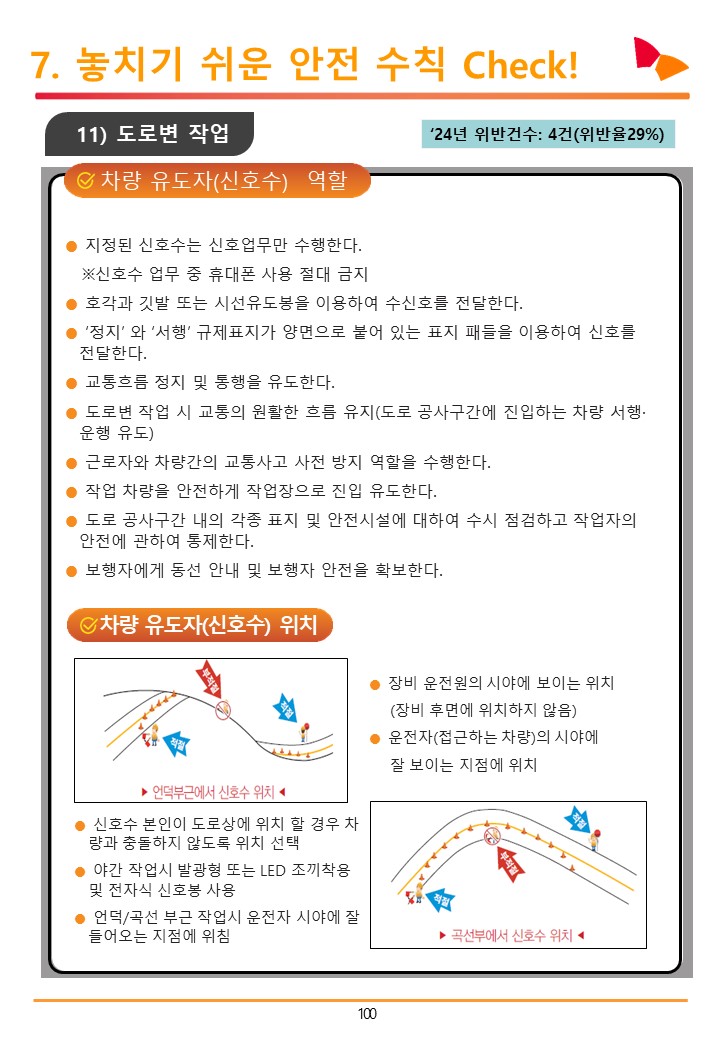 7. 놓치기 쉬운 안전 수칙 Check!
11) 도로변 작업
‘24년 위반건수: 4건(위반율29%)
차량 유도자(신호수) 역할
● 지정된 신호수는 신호업무만 수행한다.
※신호수 업무 중 휴대폰 사용 절대 금지
● 호각과 깃발 또는 시선유도봉을 이용하여 수신호를 전달한다.
● ‘정지’ 와 ‘서행’ 규제표지가 양면으로 붙어 있는 표지 패들을 이용하여 신호를
전달한다.
● 교통흐름 정지 및 통행을 유도한다.
● 도로변 작업 시 교통의 원활한 흐름 유지(도로 공사구간에 진입하는 차량 서행·
운행 유도)
● 근로자와 차량간의 교통사고 사전 방지 역할을 수행한다.
● 작업 차량을 안전하게 작업장으로 진입 유도한다.
● 도로 공사구간 내의 각종 표지 및 안전시설에 대하여 수시 점검하고 작업자의
안전에 관하여 통제한다.
● 보행자에게 동선 안내 및 보행자 안전을 확보한다.
차량 유도자(신호수) 위치
부적절
적절
적절
▶ 언덕부근에서 신호수 위치 ◀
● 장비 운전원의 시야에 보이는 위치
(장비 후면에 위치하지 않음)
● 운전자(접근하는 차량)의 시야에
잘 보이는 지점에 위치
● 신호수 본인이 도로상에 위치 할 경우 차
량과 충돌하지 않도록 위치 선택
● 야간 작업시 발광형 또는 LED 조끼착용
및 전자식 신호봉 사용
● 언덕/곡선 부근 작업시 운전자 시야에 잘
들어오는 지점에 위침
적절
부적절
적절
▶ 곡선부에서 신호수 위치 ◀
100